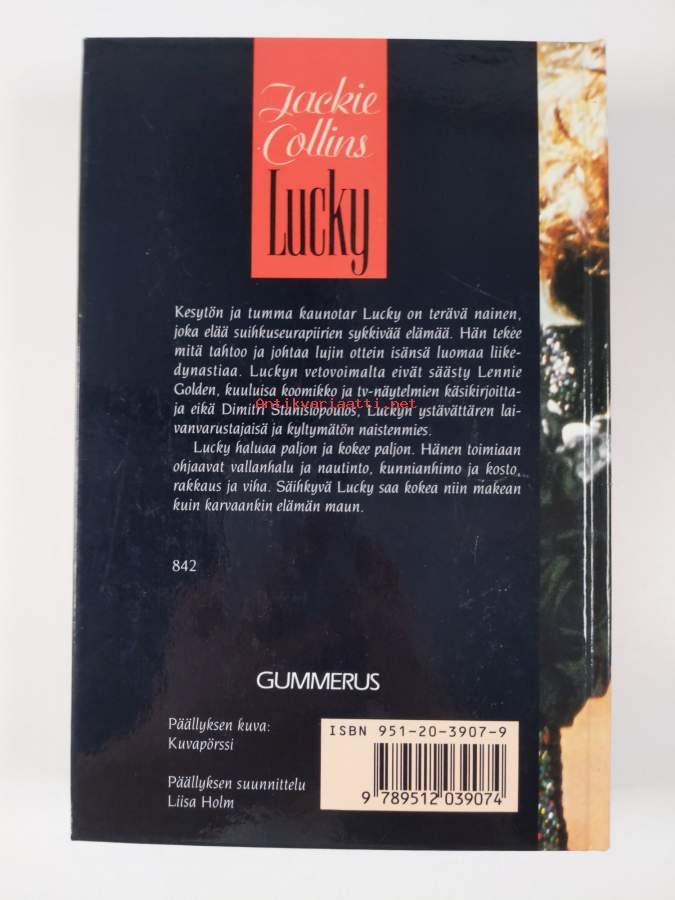 Jackie
Collins
Lucky
Kesytön ja tumma kaunotar Lucky on terävä nainen,
joka elää suihkuseurapiirien sykkivää elämää. Hän tekee
mitä tahtoo ja johtaa lujin ottein isänsä luomaa liike-
dynastiaa. Luckyn vetovoimalta eivät säästy Lennie
Golden, kuuluisa koomikko ja tv-näytelmien käsikirjoitta-
ja eikä Dimitri Stanislopoulos, Luckyn ystävättären lai-
vanvarustajaisä ja kyltymätön naistenmies.
Lucky haluaa paljon ja kokee paljon. Hänen toimiaan
ohjaavat vallanhalu ja nautinto, kunnianhimo ja kosto,
rakkaus ja viha. Säihkyvä Lucky saa kokea niin makean
kuin karvaankin elämän maun.
Antikvariaatti.net
842
GUMMERUS
Päällyksen kuva:
Kuvapörssi
Päällyksen suunnittelu
Liisa Holm
ISBN 951-20-3907-9
9 789512 039074